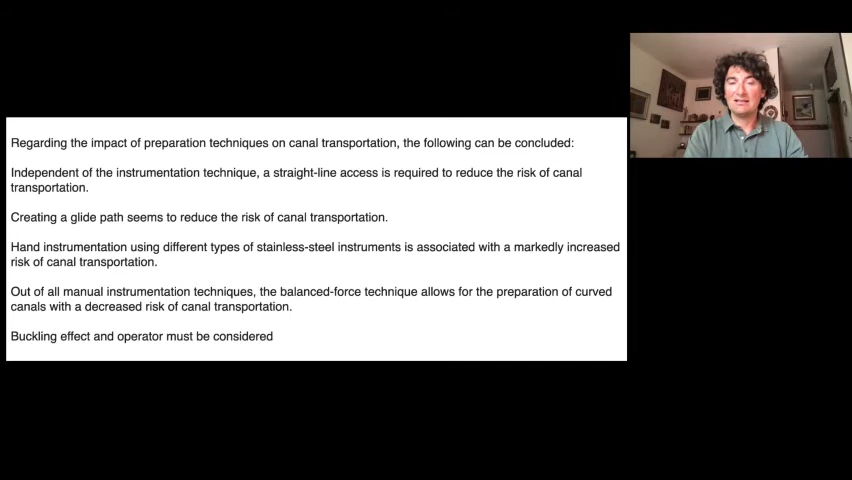 Regarding the impact of preparation techniques on canal transportation, the following can be concluded:
Independent of the instrumentation technique, a straight-line access is required to reduce the risk of canal
transportation.
Creating a glide path seems to reduce the risk of canal transportation.
Hand instrumentation using different types of stainless-steel instruments is associated with a markedly increased
risk of canal transportation.
Out of all manual instrumentation techniques, the balanced-force technique allows for the preparation of curved
canals with a decreased risk of canal transportation.
Buckling effect and operator must be considered